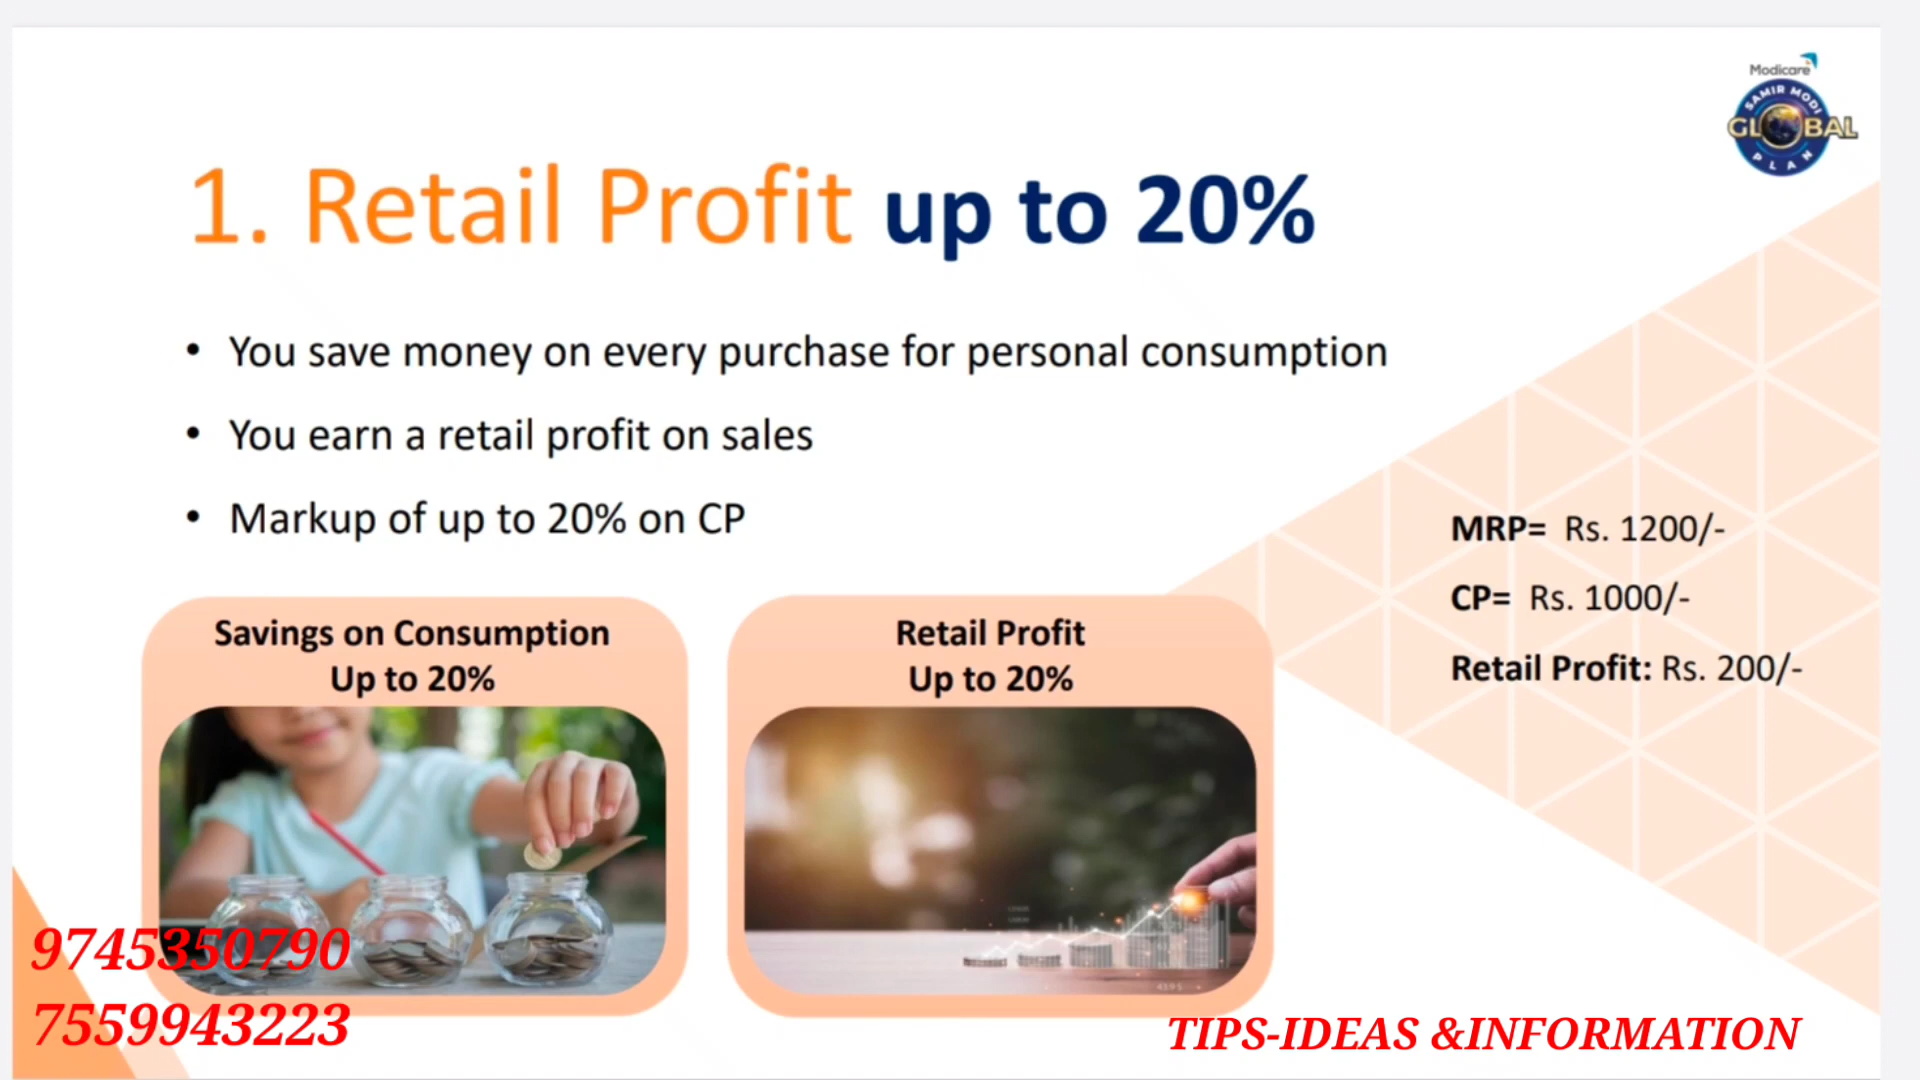 Modicare
SAMIR MODI
GLOBAL
PLAN
1. Retail Profit up to 20%
• You save money on every purchase for personal consumption
• You earn a retail profit on sales
• Markup of up to 20% on CP
MRP= Rs. 1200/-
CP= Rs. 1000/-
Retail Profit: Rs. 200/-
Savings on Consumption
Up to 20%
Retail Profit
Up to 20%
9745350790
7559943223
TIPS-IDEAS &INFORMATION